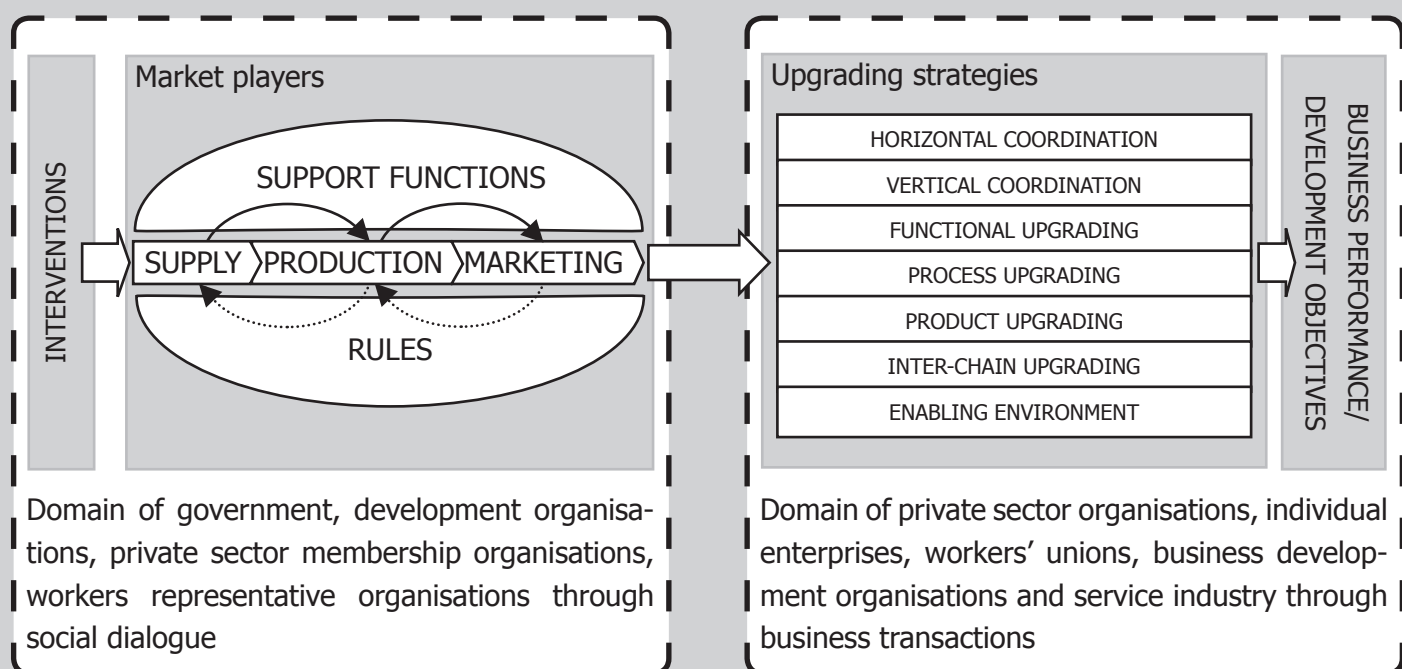 INTERVENTIONS
Market players
SUPPORT FUNCTIONS
SUPPLY
PRODUCTION
MARKETING
RULES
Domain of government, development organisa-
tions, private sector membership organisations,
workers representative organisations through
social dialogue
Upgrading strategies
HORIZONTAL COORDINATION
VERTICAL COORDINATION
FUNCTIONAL UPGRADING
PROCESS UPGRADING
PRODUCT UPGRADING
INTER-CHAIN UPGRADING
ENABLING ENVIRONMENT
BUSINESS PERFORMANCE/
DEVELOPMENT OBJECTIVES
Domain of private sector organisations, individual
enterprises, workers’ unions, business develop-
ment organisations and service industry through
business transactions